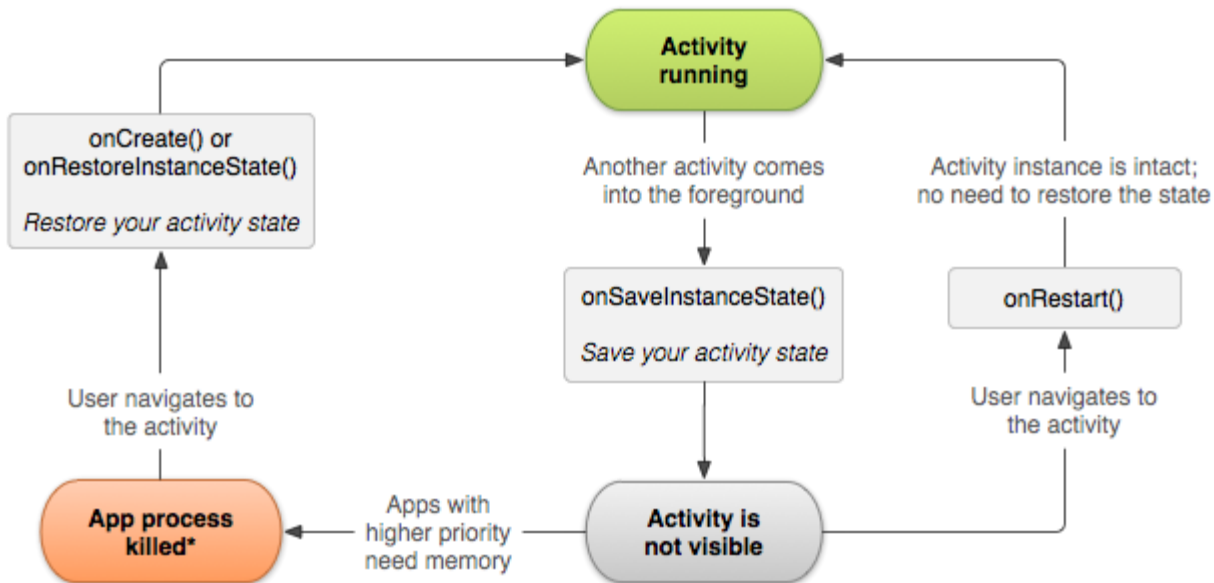 Activity
running
onCreate() or
onRestoreInstanceState()
Restore your activity state
Another activity comes
into the foreground
Activity instance is intact;
no need to restore the state
onSaveInstanceState()
Save your activity state
onRestart()
User navigates to
the activity
User navigates to
the activity
App process
killed*
Apps with
higher priority
need memory
Activity is
not visible